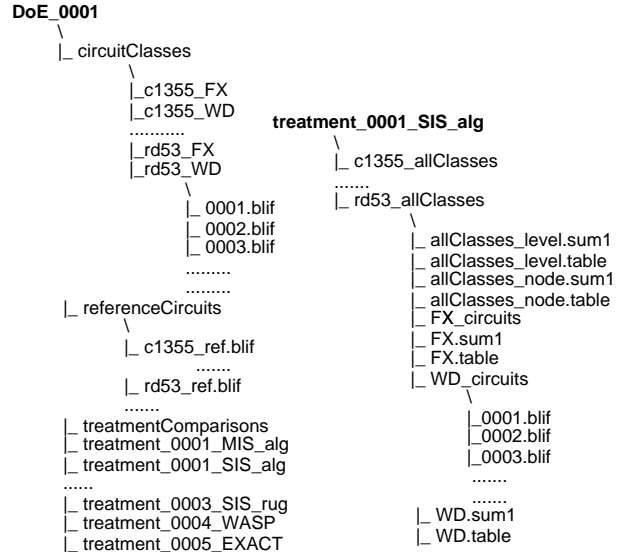 DoE_0001
\
|_ circuitClasses
\
|_c1355_FX
|_c1355_WD
...........
|_rd53_FX
|_rd53_WD
\
|_ 0001.blif
|_ 0002.blif
|_ 0003.blif
.........
.........
|_ referenceCircuits
\
|_ c1355_ref.blif
.......
|_ rd53_ref.blif
.......
|_ treatmentComparisons
|_ treatment_0001_MIS_alg
|_ treatment_0001_SIS_alg
......
|_ treatment_0003_SIS_rug
|_ treatment_0004_WASP
|_ treatment_0005_EXACT
treatment_0001_SIS_alg
\
|_ c1355_allClasses
.......
|_ rd53_allClasses
\
|_ allClasses_level.sum1
|_ allClasses_level.table
|_ allClasses_node.sum1
|_ allClasses_node.table
|_ FX_circuits
|_ FX.sum1
|_ FX.table
|_ WD_circuits
\
|_0001.blif
|_0002.blif
|_0003.blif
.......
.......
|_ WD.sum1
|_ WD.table